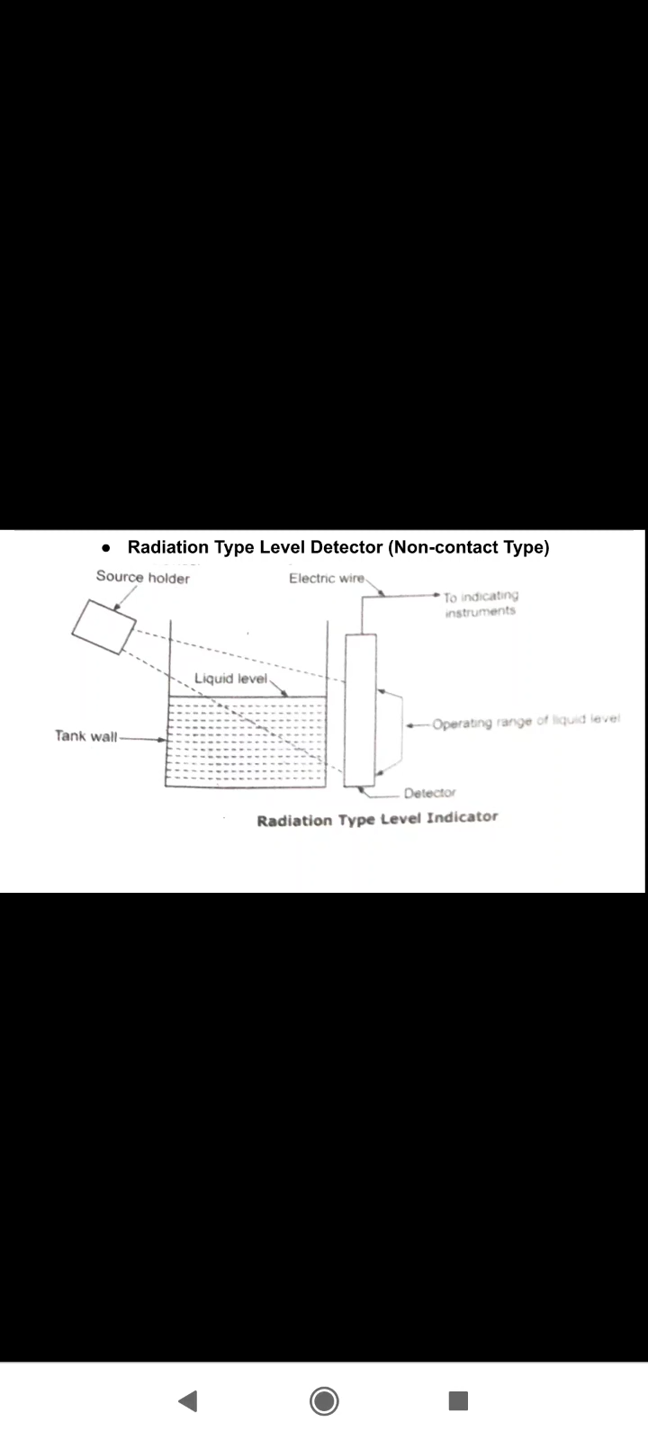 ● Radiation Type Level Detector (Non-contact Type)
Source holder
Electric wire
To indicating
instruments
Liquid level
Operating range of liquid level
Tank wall
Detector
Radiation Type Level Indicator